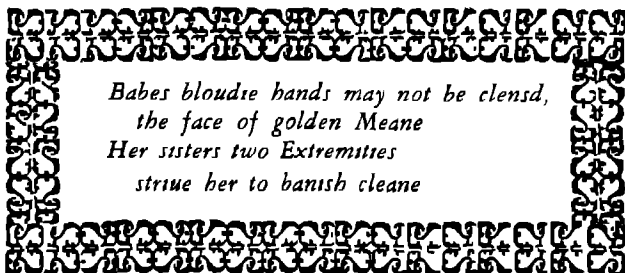 Babes bloudie hands may not be clensd,
the face of golden Meane
Her sisters two Extremities
striue her to banish cleane